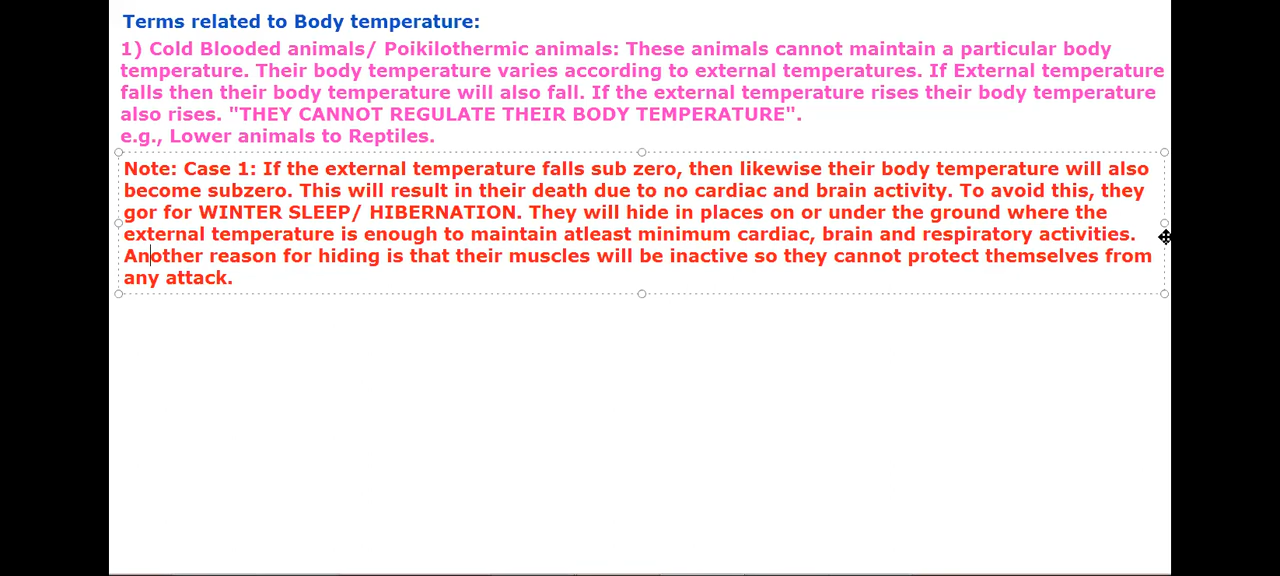 Terms related to Body temperature:
1) Cold Blooded animals/ Poikilothermic animals: These animals cannot maintain a particular body
temperature. Their body temperature varies according to external temperatures. If External temperature
falls then their body temperature will also fall. If the external temperature rises their body temperature
also rises. "THEY CANNOT REGULATE THEIR BODY TEMPERATURE".
e.g., Lower animals to Reptiles.
Note: Case 1: If the external temperature falls sub zero, then likewise their body temperature will also
become subzero. This will result in their death due to no cardiac and brain activity. To avoid this, they
gor for WINTER SLEEP/ HIBERNATION. They will hide in places on or under the ground where the
external temperature is enough to maintain atleast minimum cardiac, brain and respiratory activities.
Another reason for hiding is that their muscles will be inactive so they cannot protect themselves from
any attack.